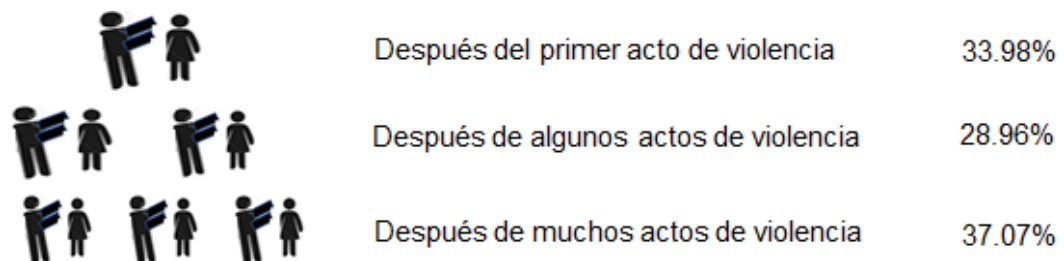 Después del primer acto de violencia 33.98%
Después de algunos actos de violencia 28.96%
Después de muchos actos de violencia 37.07%